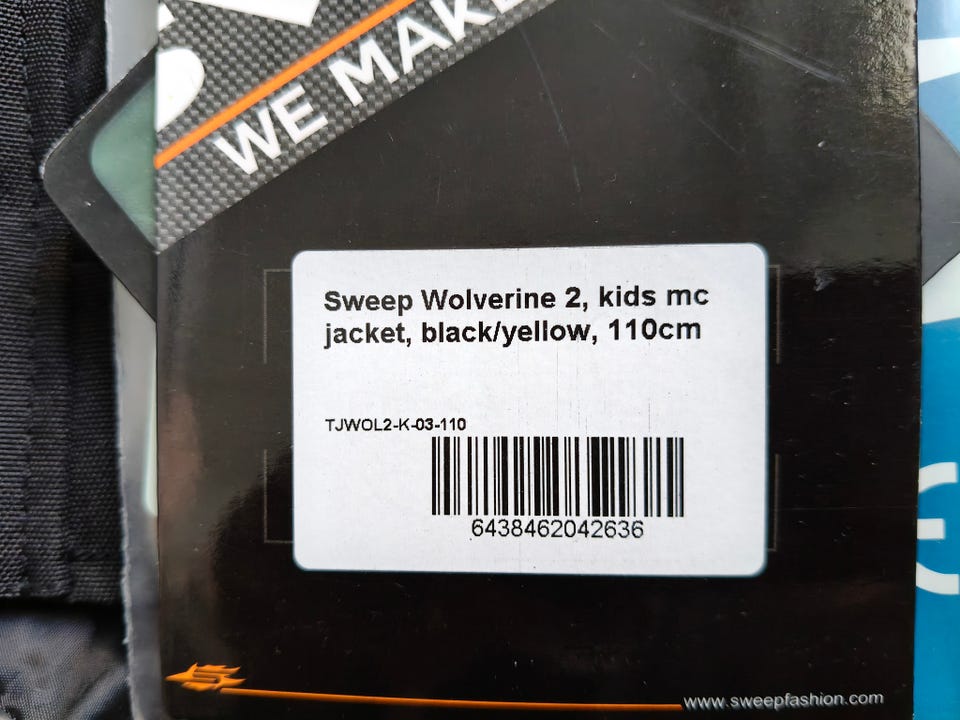 WE MAKE
Sweep Wolverine 2, kids mc
jacket, black/yellow, 110cm
TJWOL2-K-03-110
6438462042636
www.sweepfashion.com